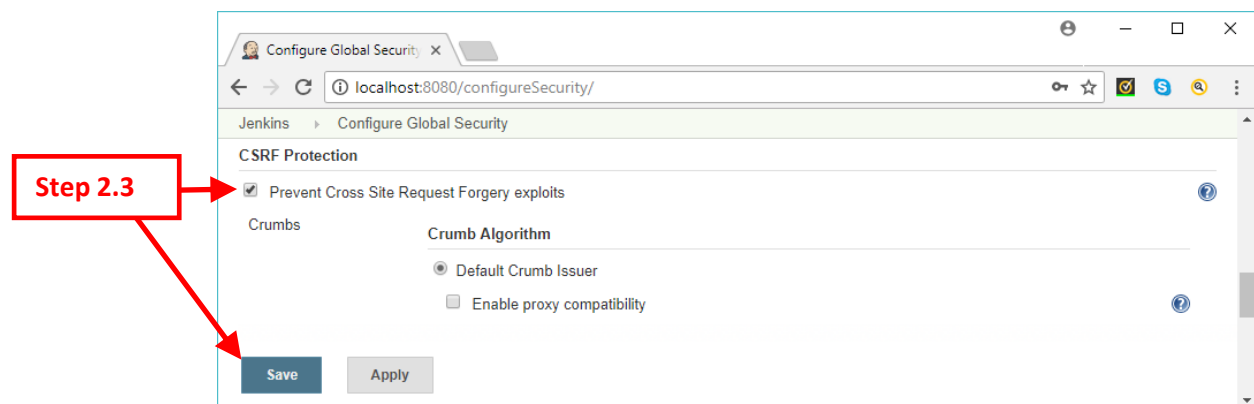 Configure Global Security
localhost:8080/configureSecurity/
Jenkins Configure Global Security
CSRF Protection
Step 2.3
Prevent Cross Site Request Forgery exploits
Crumbs
Crumb Algorithm
Default Crumb Issuer
Enable proxy compatibility
Save Apply